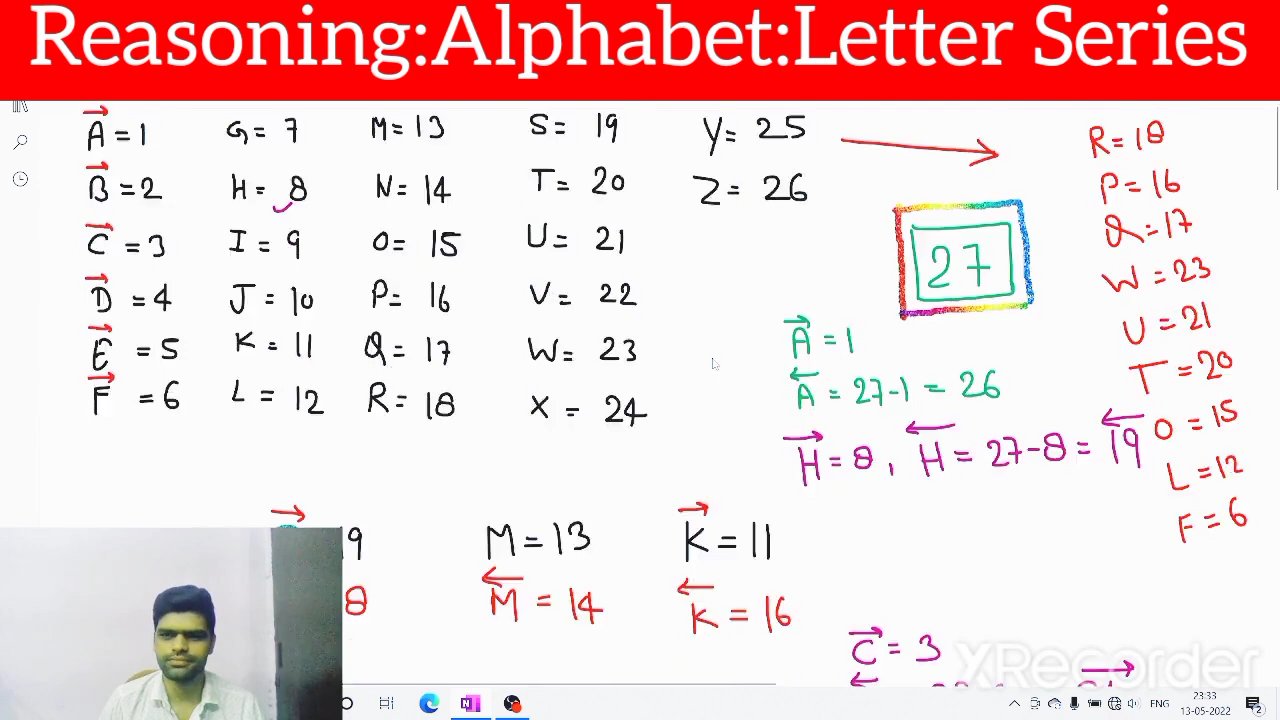 Reasoning:Alphabet:Letter Series
A = 1 G = 7 M = 13 S = 19 Y = 25
B = 2 H = 8 N = 14 T = 20 Z = 26
C = 3 I = 9 O = 15 U = 21
D = 4 J = 10 P = 16 V = 22
E = 5 K = 11 Q = 17 W = 23
F = 6 L = 12 R = 18 X = 24
27
R = 18
P = 16
Q = 17
W = 23
U = 21
T = 20
O = 15
L = 12
F = 6
A = 1
A = 27-1 = 26
H = 8, H = 27-8 = 19
9 M = 13 K = 11
8 M = 14 K = 16
C = 3
XRecorder
ENG
23:33
13-05-2022
2